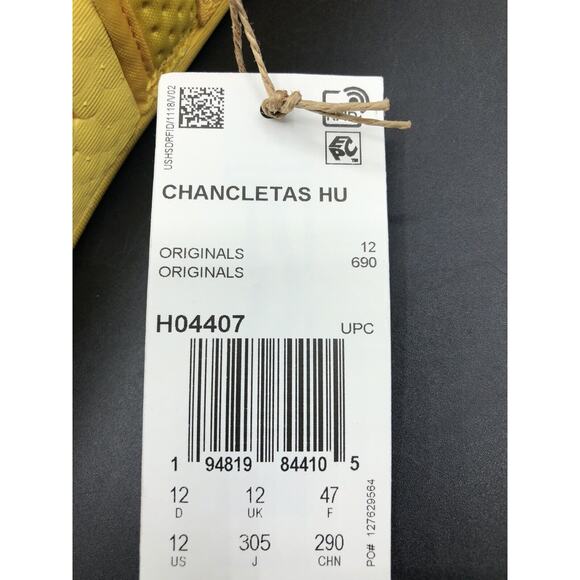 USHSDRFID/1118/V02
EPC
CHANCLETAS HU
ORIGINALS 12
ORIGINALS 690
H04407 UPC
1 94819 84410 5
12 12 47
D UK F
12 305 290
US J CHN
PO# 127629564